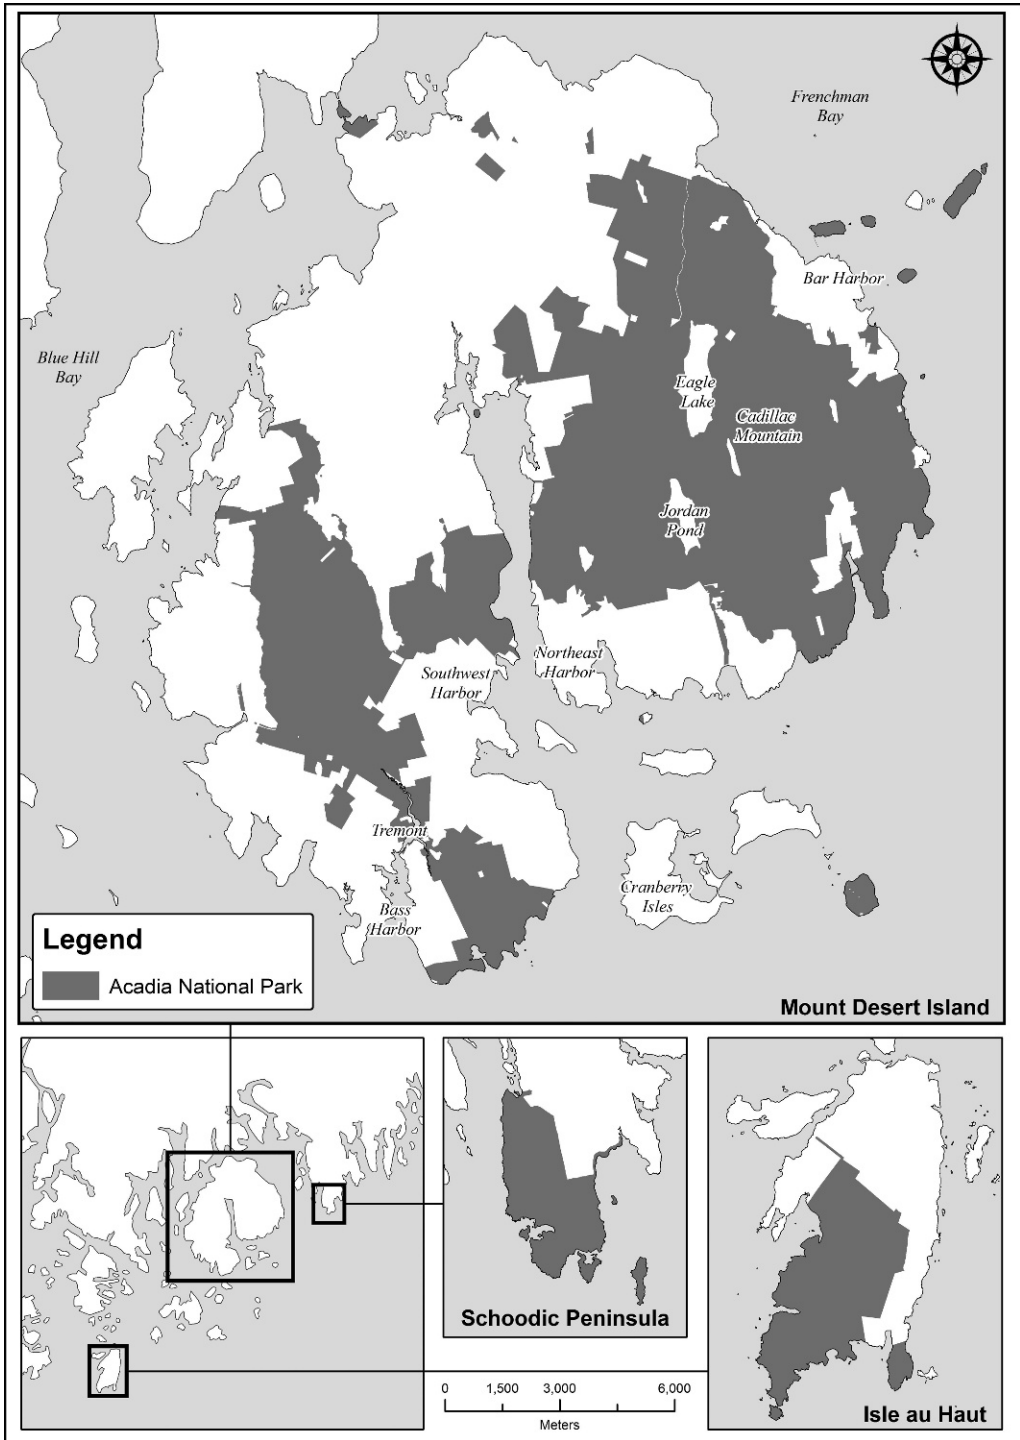 Frenchman
Bay
Bar Harbor
Blue Hill
Bay
Eagle
Lake
Cadillac
Mountain
Jordan
Pond
Northeast
Harbor
Southwest
Harbor
Tremont
Cranberry
Isles
Bass
Harbor
Legend
Acadia National Park
Mount Desert Island
Schoodic Peninsula
Isle au Haut
0 1,500 3,000 6,000
Meters